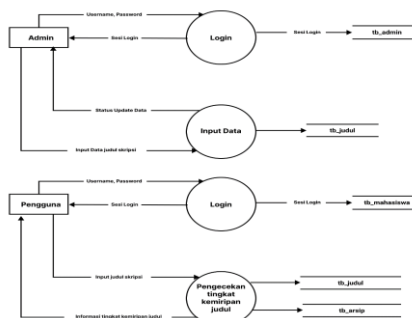 Username, Password
Admin
Sesi Login
Login
Sesi Login
tb_admin
Status Update Data
Input Data
tb_judul
Input Data judul skripsi
Username, Password
Pengguna
Sesi Login
Login
Sesi Login
tb_mahasiswa
Input judul skripsi
Pengecekan
tingkat
kemiripan
judul
tb_judul
tb_arsip
Informasi tingkat kemiripan judul